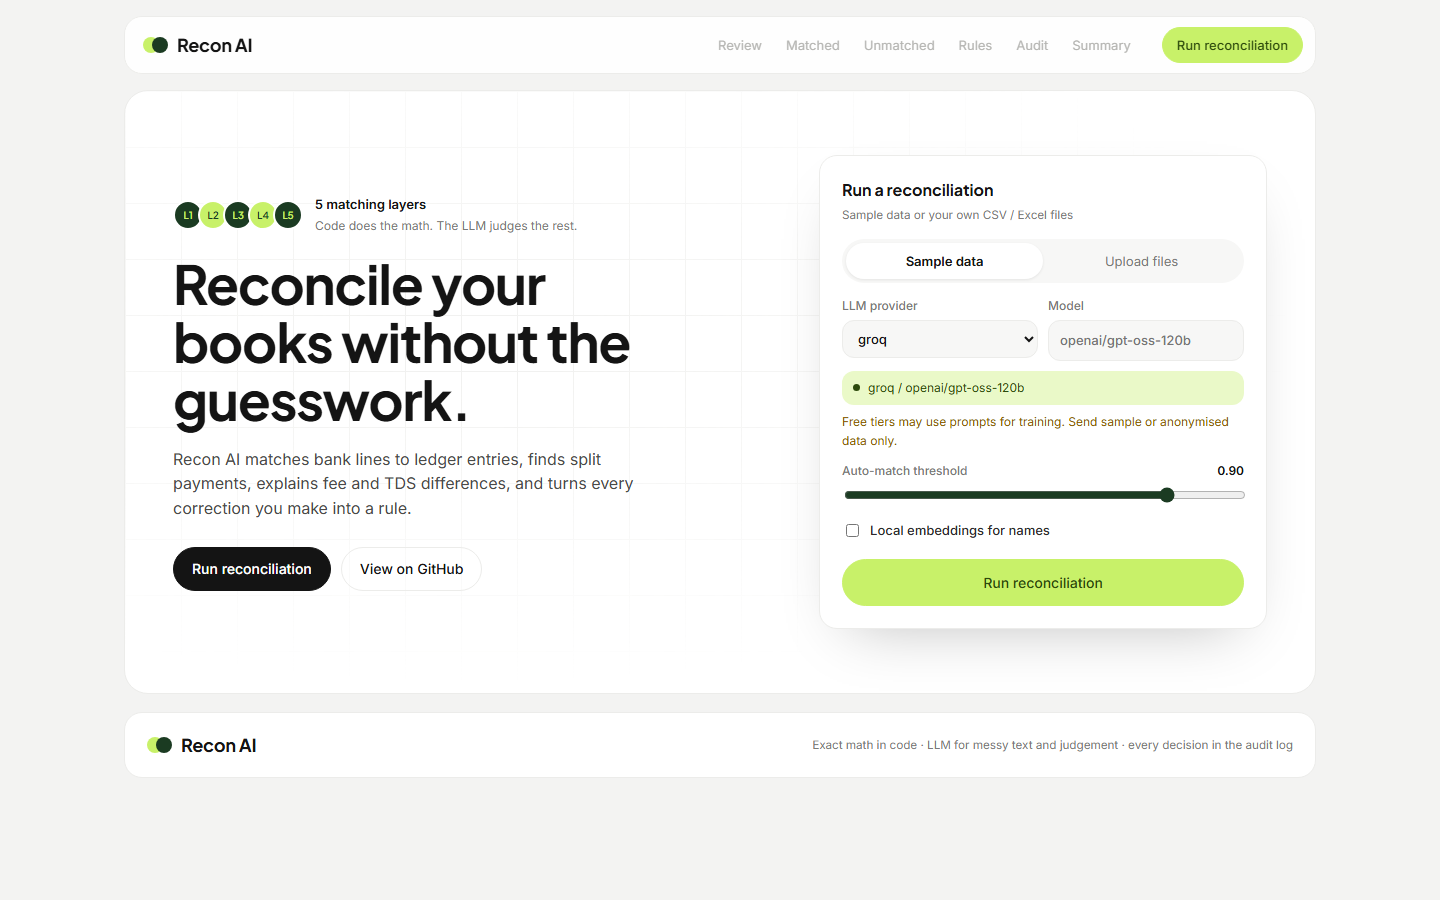 Recon AI
Review Matched Unmatched Rules Audit Summary Run reconciliation
L1 L2 L3 L4 L5
5 matching layers
Code does the math. The LLM judges the rest.
Reconcile your
books without the
guesswork.
Recon AI matches bank lines to ledger entries, finds split
payments, explains fee and TDS differences, and turns every
correction you make into a rule.
Run reconciliation View on GitHub
Run a reconciliation
Sample data or your own CSV / Excel files
Sample data Upload files
LLM provider Model
groq openai/gpt-oss-120b
groq / openai/gpt-oss-120b
Free tiers may use prompts for training. Send sample or anonymised
data only.
Auto-match threshold 0.90
Local embeddings for names
Run reconciliation
Recon AI
Exact math in code · LLM for messy text and judgement · every decision in the audit log